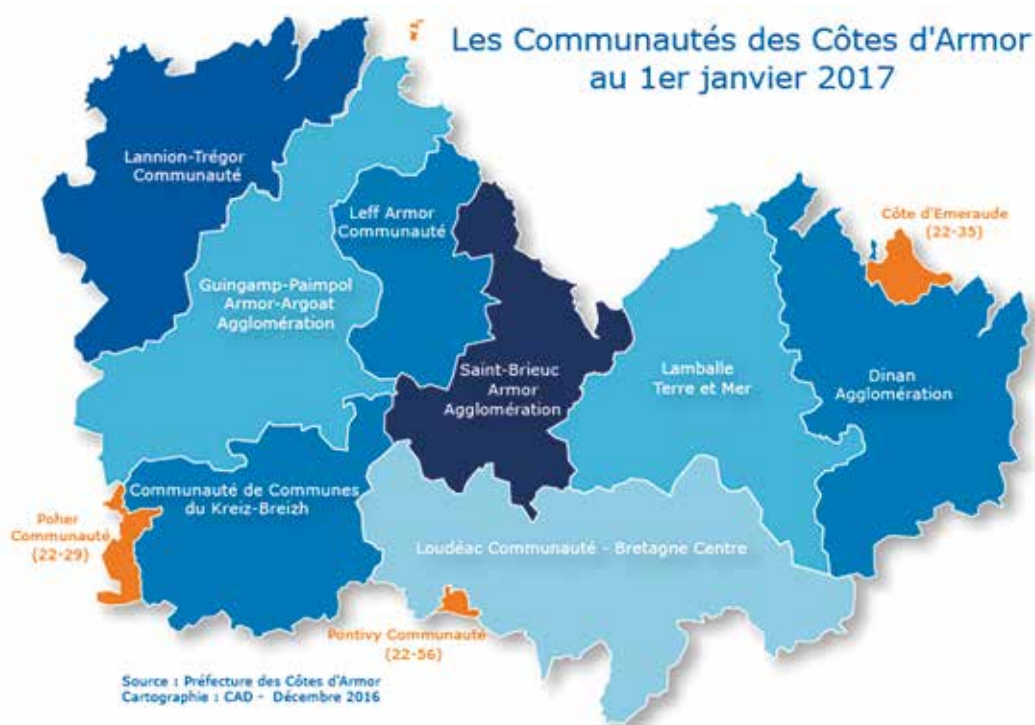 Les Communautés des Côtes d'Armor
au 1er janvier 2017
Lannion-Trégor
Communauté
Leff Armor
Communauté
Côte d'Emeraude
(22-35)
Guingamp-Paimpol
Armor-Argoat
Agglomération
Saint-Brieuc
Armor
Agglomération
Lamballe
Terre et Mer
Dinan
Agglomération
Communauté de Communes
du Kreiz-Breizh
Poher
Communauté
(22-29)
Loudéac Communauté - Bretagne Centre
Pontivy Communauté
(22-56)
Source : Préfecture des Côtes d'Armor
Cartographie : CAD - Décembre 2016